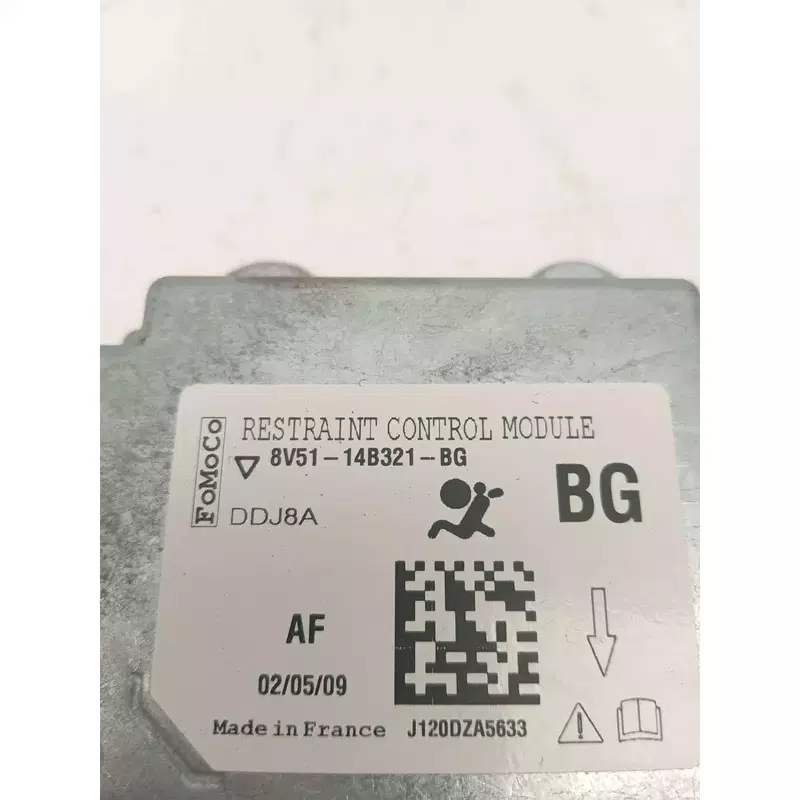 FoMoCo
RESTRAINT CONTROL MODULE
8V51-14B321-BG
DDJ8A
BG
AF
02/05/09
Made in France
J120DZA5633